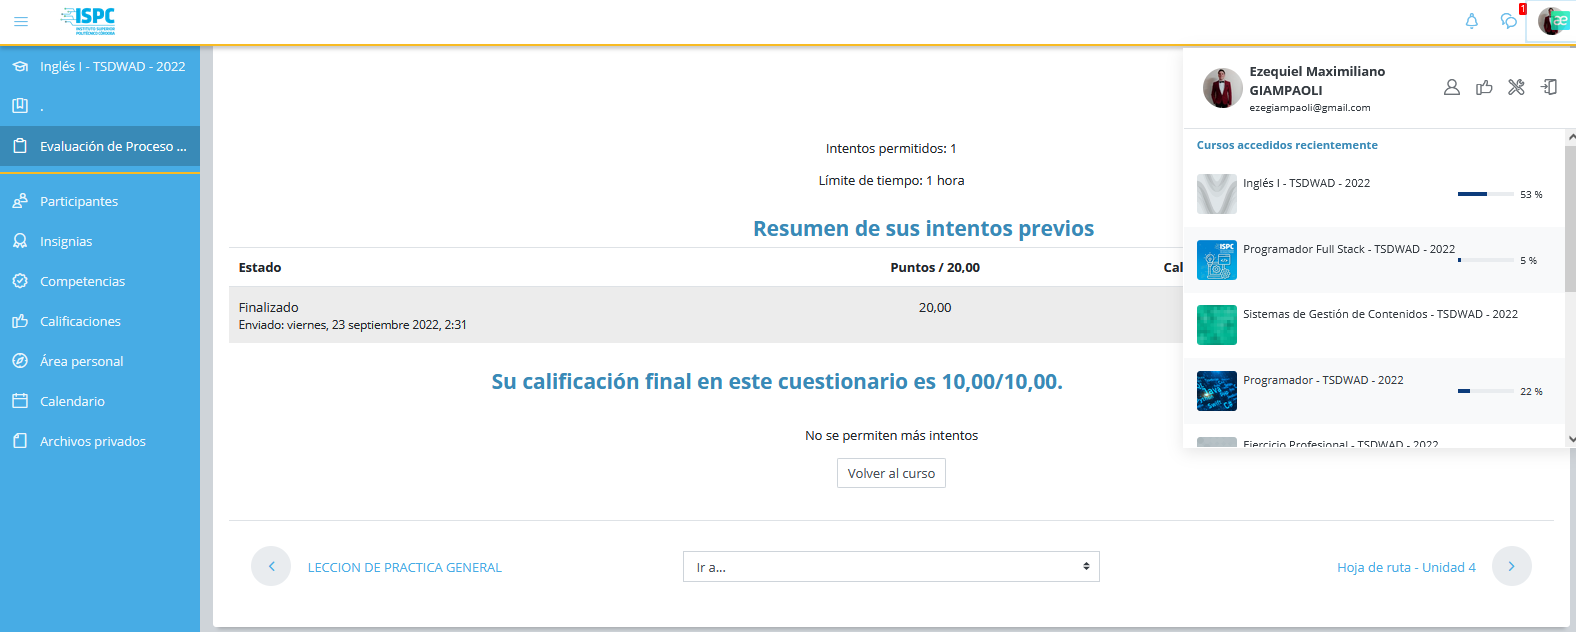 ISPC
INSTITUTO SUPERIOR
POLITÉCNICO CÓRDOBA
1
æ
Inglés I - TSDWAD - 2022
.
Evaluación de Proceso ...
Participantes
Insignias
Competencias
Calificaciones
Área personal
Calendario
Archivos privados
Intentos permitidos: 1
Límite de tiempo: 1 hora
Resumen de sus intentos previos
Estado
Puntos / 20,00
Cal
Finalizado
20,00
Enviado: viernes, 23 septiembre 2022, 2:31
Su calificación final en este cuestionario es 10,00/10,00.
No se permiten más intentos
Volver al curso
LECCION DE PRACTICA GENERAL
Ir a...
Hoja de ruta - Unidad 4
Ezequiel Maximiliano
GIAMPAOLI
ezegiampaoli@gmail.com
Cursos accedidos recientemente
Inglés I - TSDWAD - 2022
53 %
ISPC
Programador Full Stack - TSDWAD - 2022
5 %
Sistemas de Gestión de Contenidos - TSDWAD - 2022
Programador - TSDWAD - 2022
22 %
Ejercicio Profesional - TSDWAD - 2022